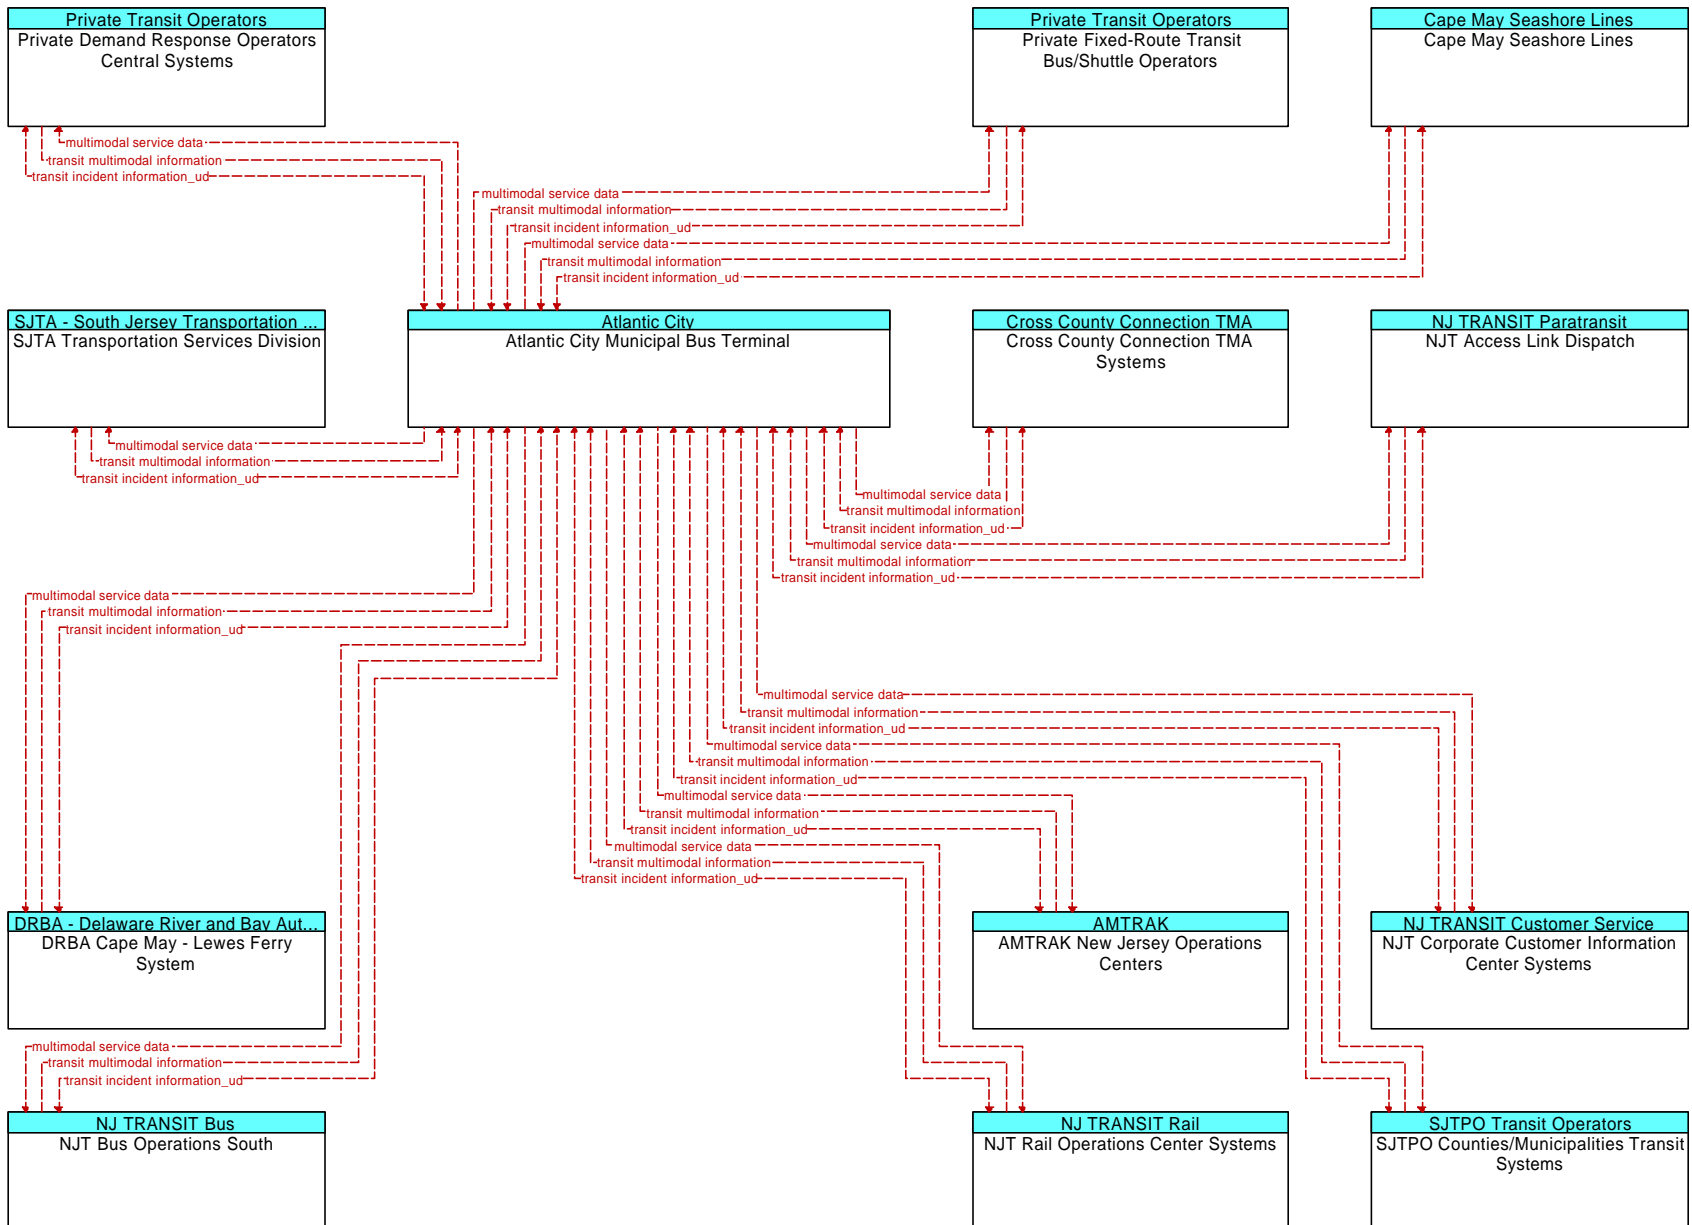 Private Transit Operators
Private Demand Response Operators
Central Systems
Private Transit Operators
Private Fixed-Route Transit
Bus/Shuttle Operators
Cape May Seashore Lines
Cape May Seashore Lines
multimodal service data
transit multimodal information
transit incident information_ud
multimodal service data
transit multimodal information
transit incident information_ud
multimodal service data
transit multimodal information
transit incident information_ud
SJTA - South Jersey Transportation ...
SJTA Transportation Services Division
Atlantic City
Atlantic City Municipal Bus Terminal
Cross County Connection TMA
Cross County Connection TMA
Systems
NJ TRANSIT Paratransit
NJT Access Link Dispatch
multimodal service data
transit multimodal information
transit incident information_ud
multimodal service data
transit multimodal information
transit incident information_ud
multimodal service data
transit multimodal information
transit incident information_ud
multimodal service data
transit multimodal information
transit incident information_ud
multimodal service data
transit multimodal information
transit incident information_ud
multimodal service data
transit multimodal information
transit incident information_ud
multimodal service data
transit multimodal information
transit incident information_ud
multimodal service data
transit multimodal information
transit incident information_ud
DRBA - Delaware River and Bay Aut...
DRBA Cape May - Lewes Ferry
System
AMTRAK
AMTRAK New Jersey Operations
Centers
NJ TRANSIT Customer Service
NJT Corporate Customer Information
Center Systems
multimodal service data
transit multimodal information
transit incident information_ud
NJ TRANSIT Bus
NJT Bus Operations South
NJ TRANSIT Rail
NJT Rail Operations Center Systems
SJTPO Transit Operators
SJTPO Counties/Municipalities Transit
Systems